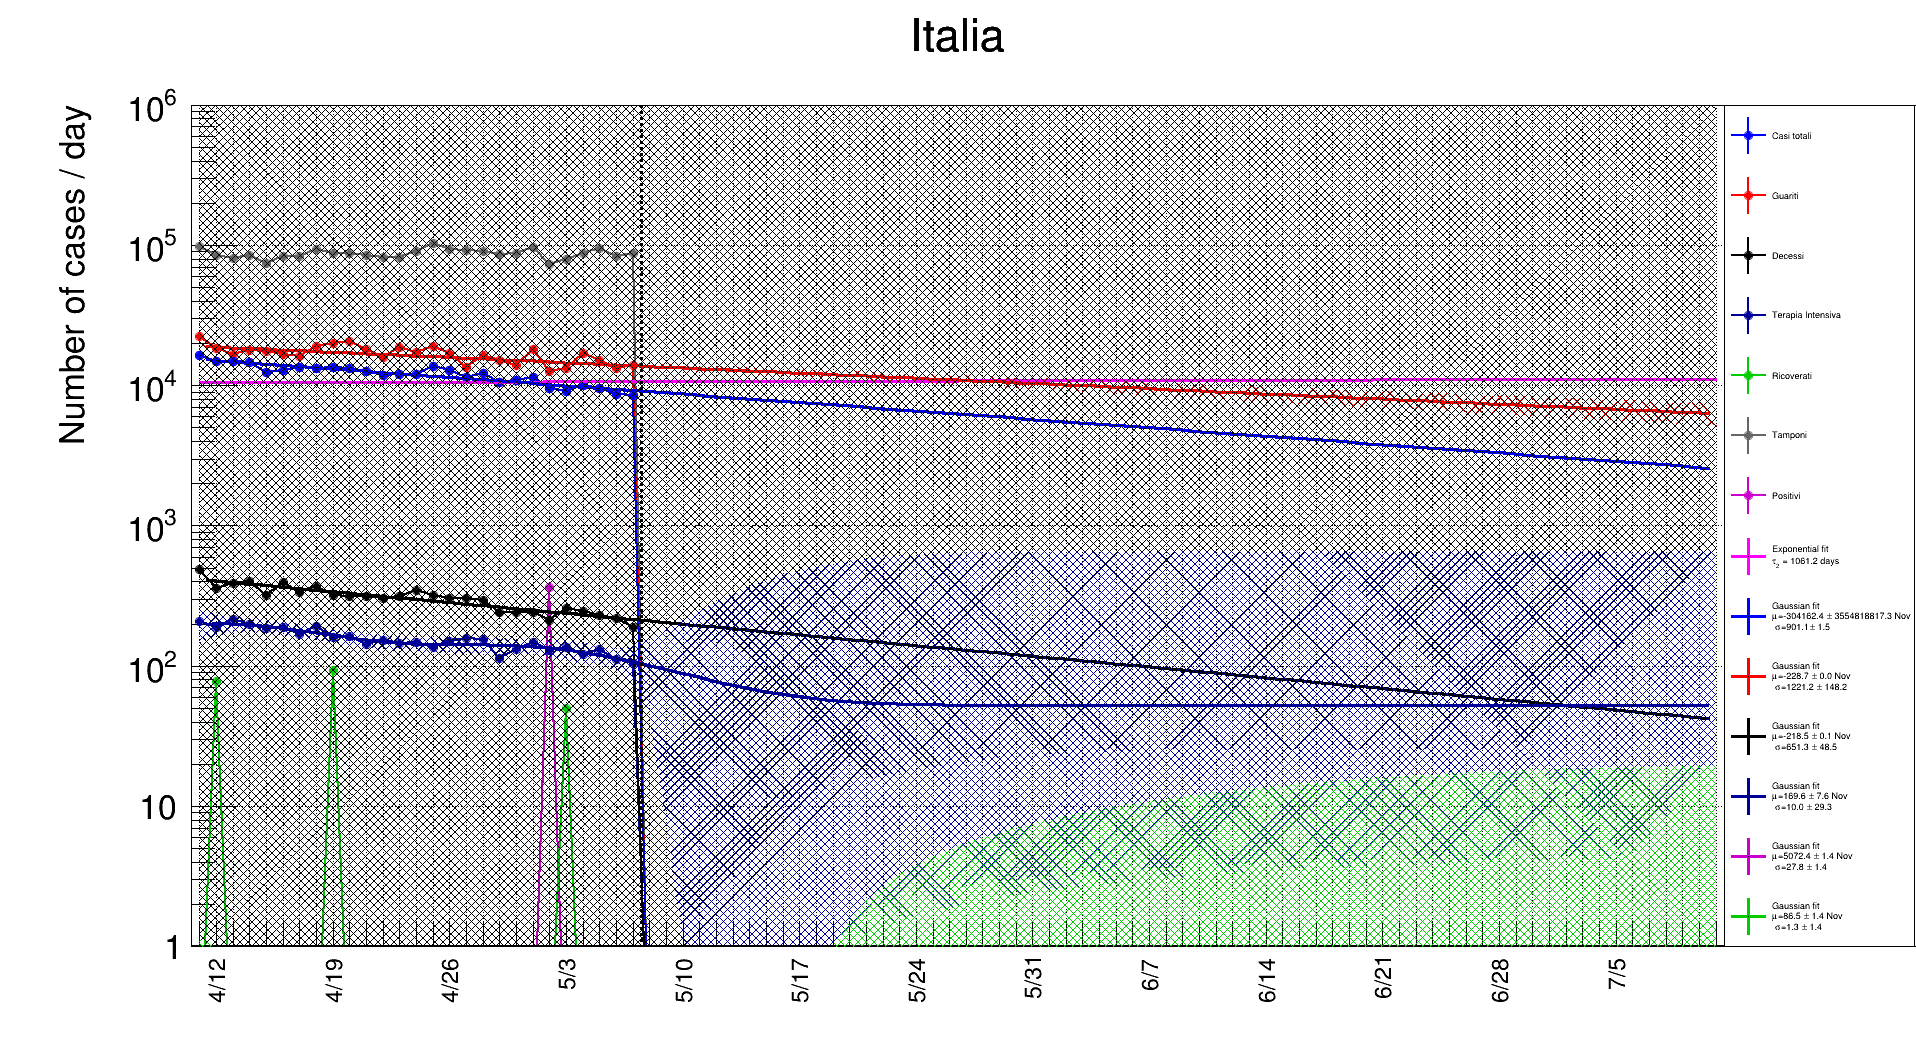 Italia
Number of cases / day
10^6
10^5
10^4
10^3
10^2
10
1
4/12
4/19
4/26
5/3
5/10
5/17
5/24
5/31
6/7
6/14
6/21
6/28
7/5
Casi totali
Guariti
Decessi
Terapia Intensiva
Ricoverati
Tamponi
Positivi
Exponential fit
τ₂ = 1061.2 days
Gaussian fit
μ=-304162.4 ± 3554818817.3 Nov
σ=901.1± 1.5
Gaussian fit
μ=-228.7 ± 0.0 Nov
σ=1221.2 ± 148.2
Gaussian fit
μ=-218.5 ± 0.1 Nov
σ=651.3 ± 48.5
Gaussian fit
μ=169.6 ± 7.6 Nov
σ=10.0 ± 29.3
Gaussian fit
μ=5072.4 ± 1.4 Nov
σ=27.8 ± 1.4
Gaussian fit
μ=86.5 ± 1.4 Nov
σ=1.3 ± 1.4